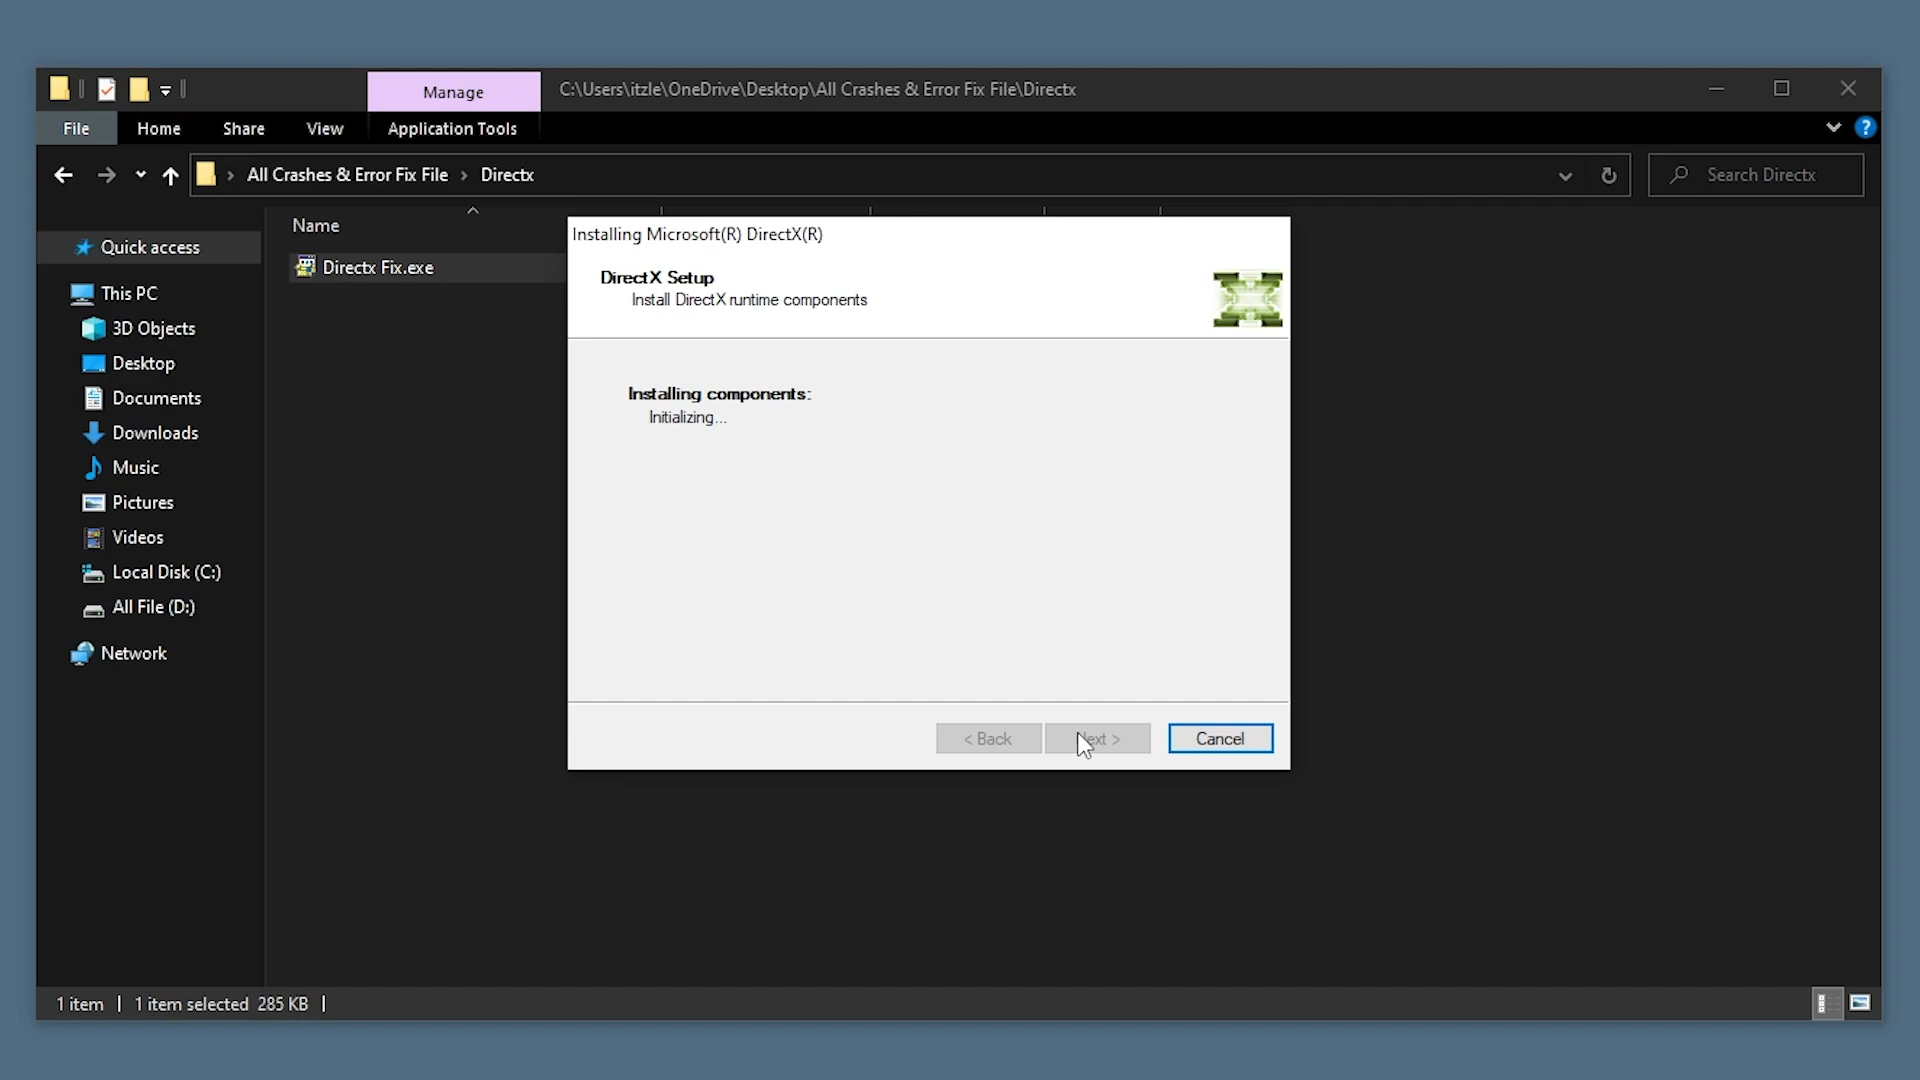 Manage
C:\Users\itzle\OneDrive\Desktop\All Crashes & Error Fix File\Directx
File
Home
Share
View
Application Tools
All Crashes & Error Fix File
Directx
Search Directx
Name
Quick access
Directx Fix.exe
This PC
3D Objects
Desktop
Documents
Downloads
Music
Pictures
Videos
Local Disk (C:)
All File (D:)
Network
Installing Microsoft(R) DirectX(R)
DirectX Setup
Install DirectX runtime components
Installing components:
Initializing...
< Back
Next >
Cancel
1 item
1 item selected 285 KB